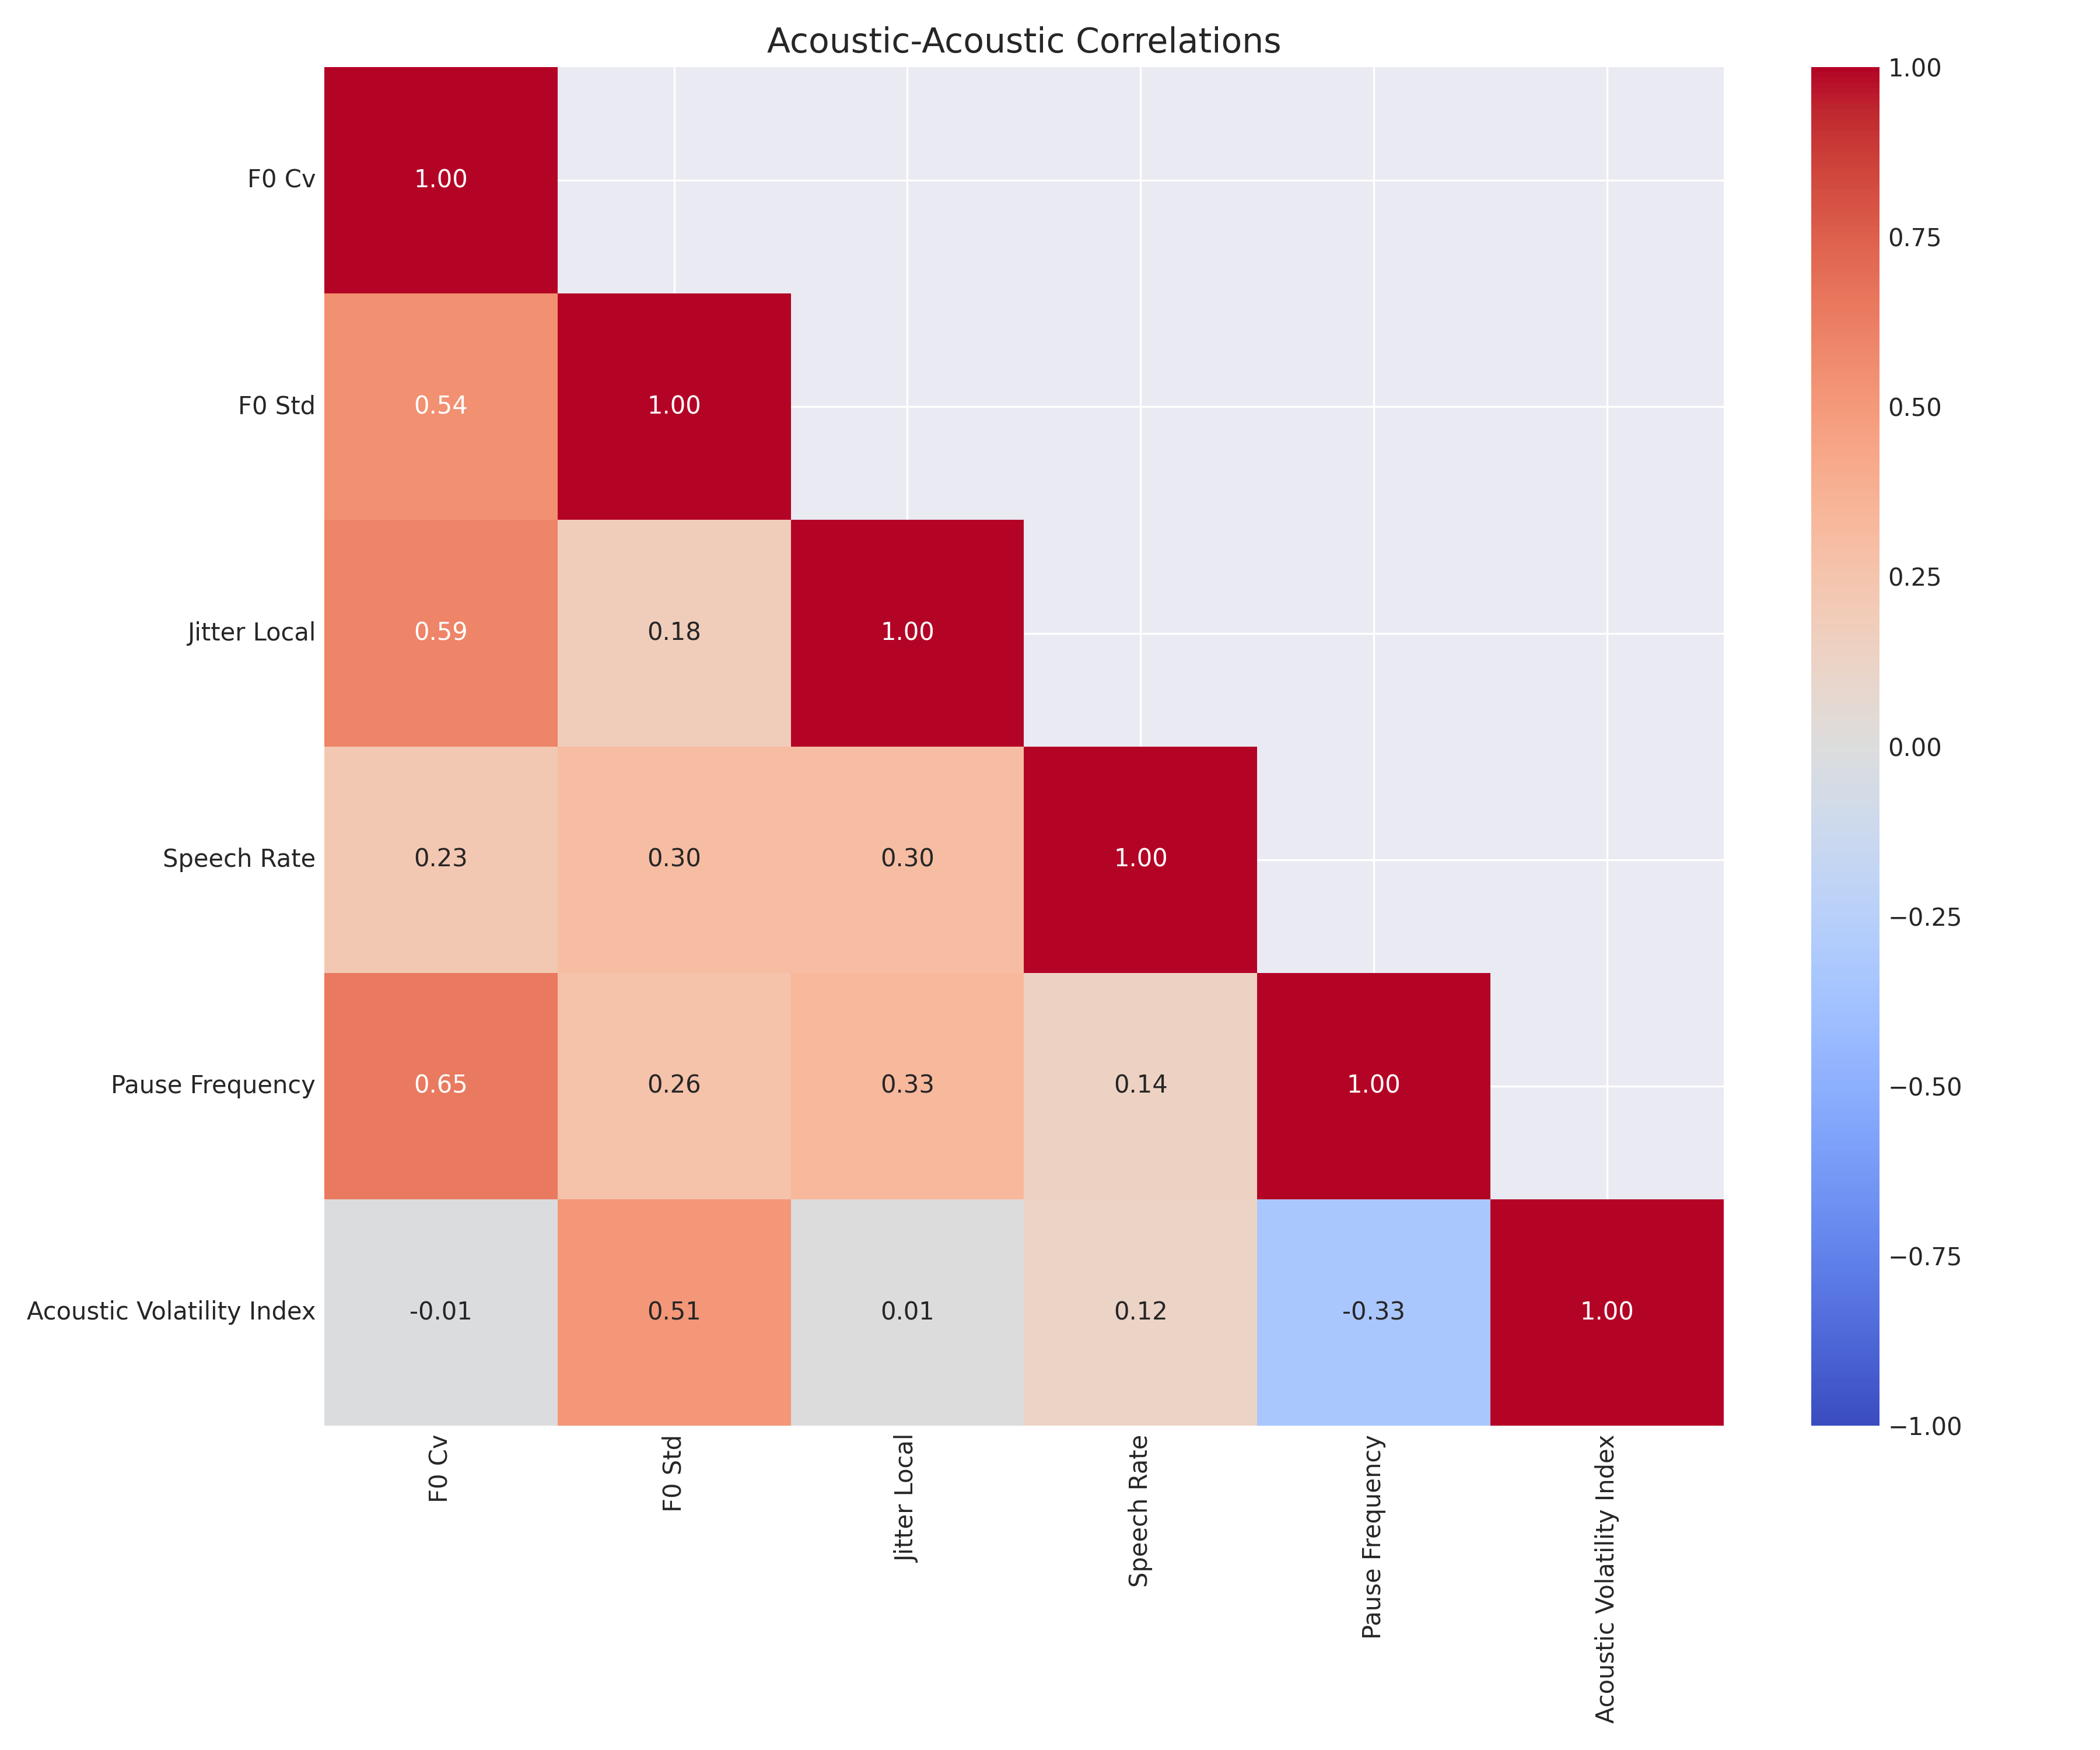 Acoustic-Acoustic Correlations
F0 Cv
1.00
F0 Std
0.54 1.00
Jitter Local
0.59 0.18 1.00
Speech Rate
0.23 0.30 0.30 1.00
Pause Frequency
0.65 0.26 0.33 0.14 1.00
Acoustic Volatility Index
-0.01 0.51 0.01 0.12 -0.33 1.00
F0 Cv
F0 Std
Jitter Local
Speech Rate
Pause Frequency
Acoustic Volatility Index
1.00
0.75
0.50
0.25
0.00
−0.25
−0.50
−0.75
−1.00